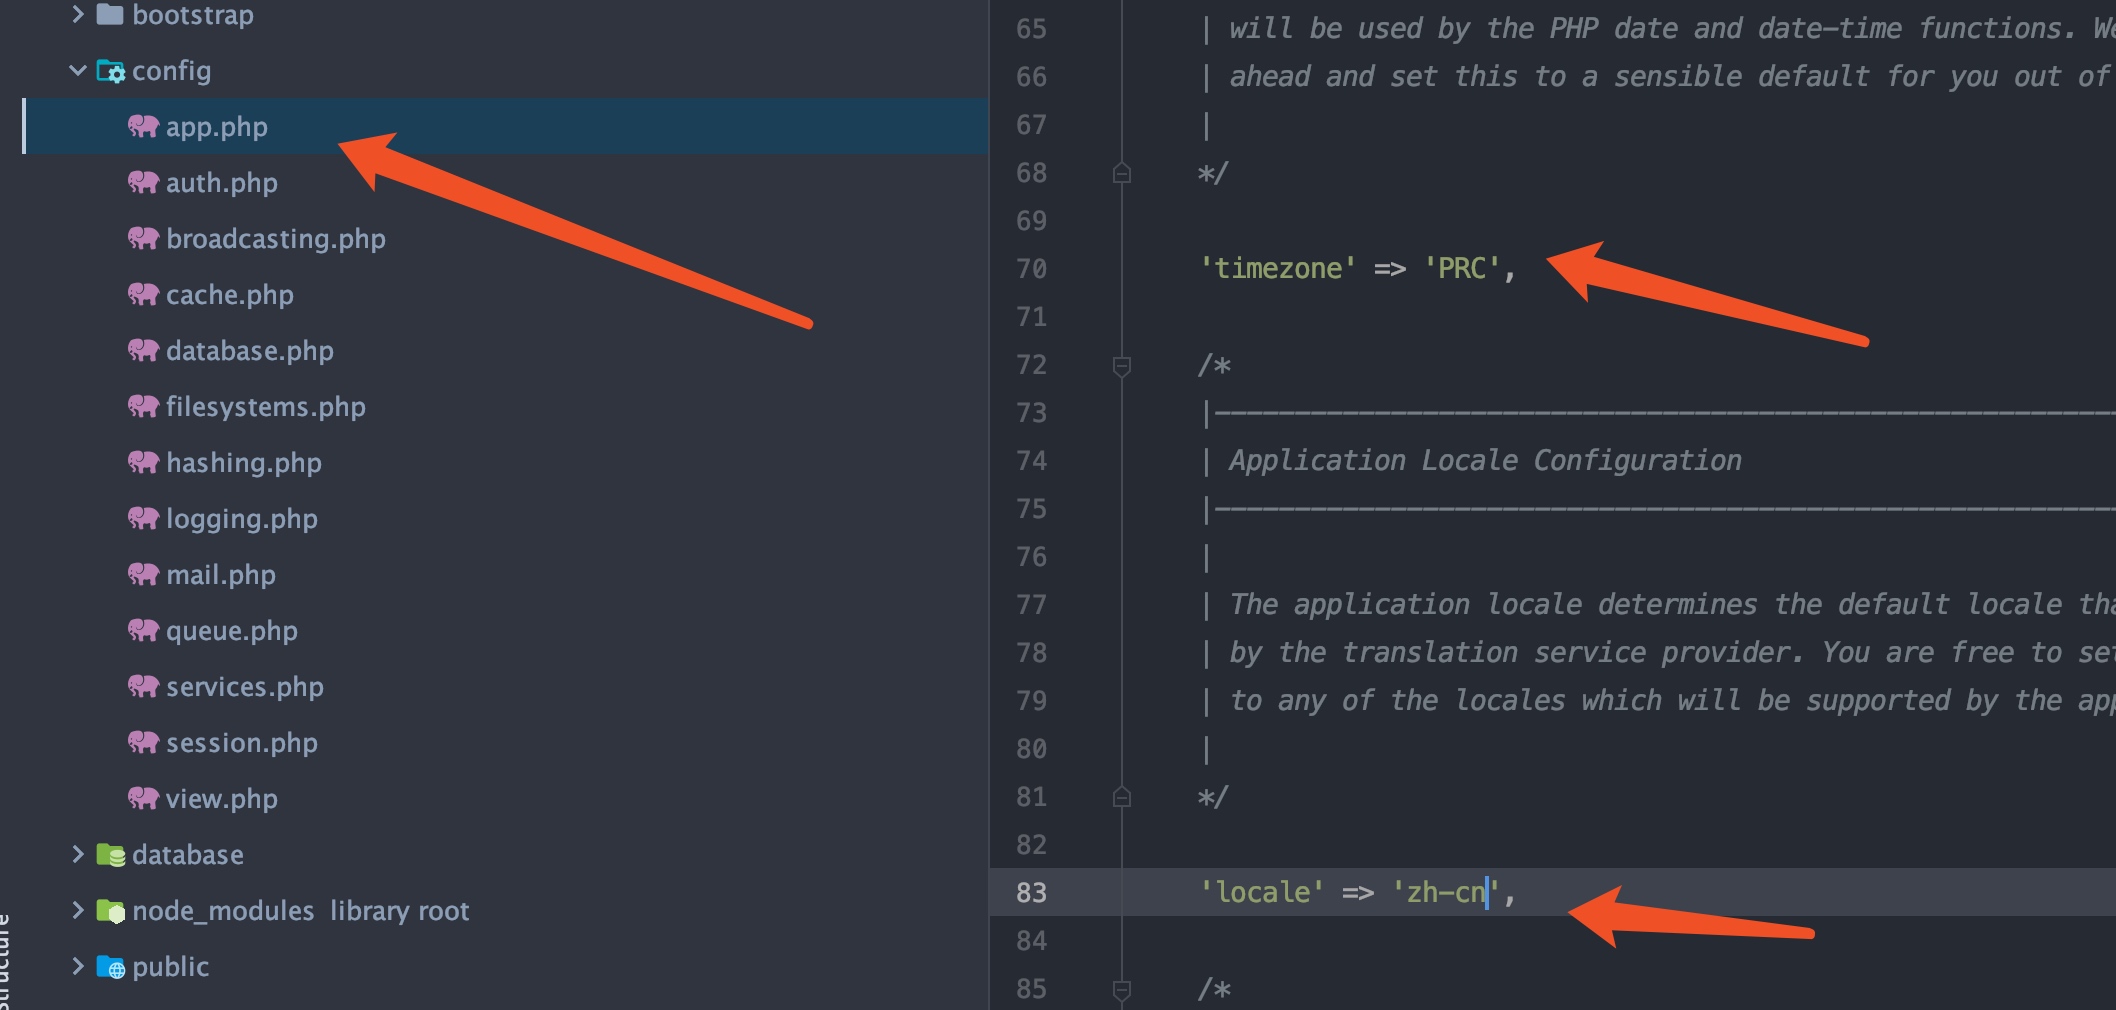 bootstrap
config
app.php
auth.php
broadcasting.php
cache.php
database.php
filesystems.php
hashing.php
logging.php
mail.php
queue.php
services.php
session.php
view.php
database
node_modules library root
public
Structure
65 | will be used by the PHP date and date-time functions. We
66 | ahead and set this to a sensible default for you out of
67 |
68 */
69
70 'timezone' => 'PRC',
71
72 /*
73 |--------------------------------------------------------
74 | Application Locale Configuration
75 |--------------------------------------------------------
76 |
77 | The application locale determines the default locale tha
78 | by the translation service provider. You are free to set
79 | to any of the locales which will be supported by the app
80 |
81 */
82
83 'locale' => 'zh-cn',
84
85 /*